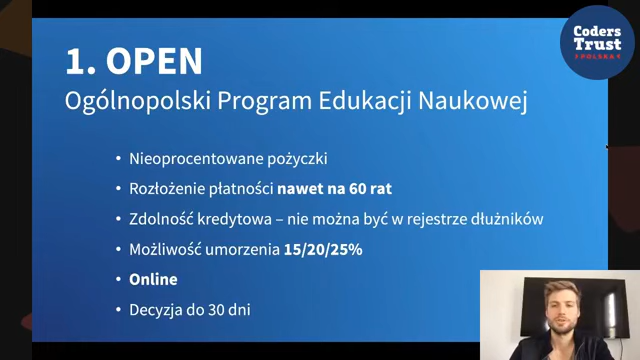 1. OPEN
Ogólnopolski Program Edukacji Naukowej
• Nieoprocentowane pożyczki
• Rozłożenie płatności nawet na 60 rat
• Zdolność kredytowa – nie można być w rejestrze dłużników
• Możliwość umorzenia 15/20/25%
• Online
• Decyzja do 30 dni
Coders
Trust
POLSKA